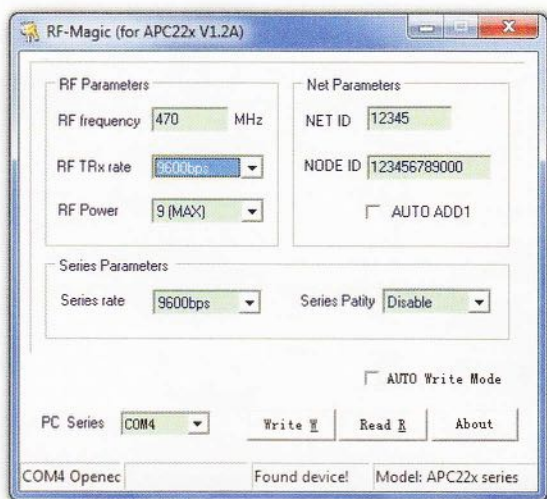 RF-Magic (for APC22x V1.2A)
RF Parameters
RF frequency 470 MHz
RF TRx rate 9600bps
RF Power 9 (MAX)
Net Parameters
NET ID 12345
NODE ID 123456789000
AUTO ADD1
Series Parameters
Series rate 9600bps Series Patity Disable
AUTO Write Mode
PC Series COM4 Write W Read R About
COM4 Openec Found device! Model: APC22x series